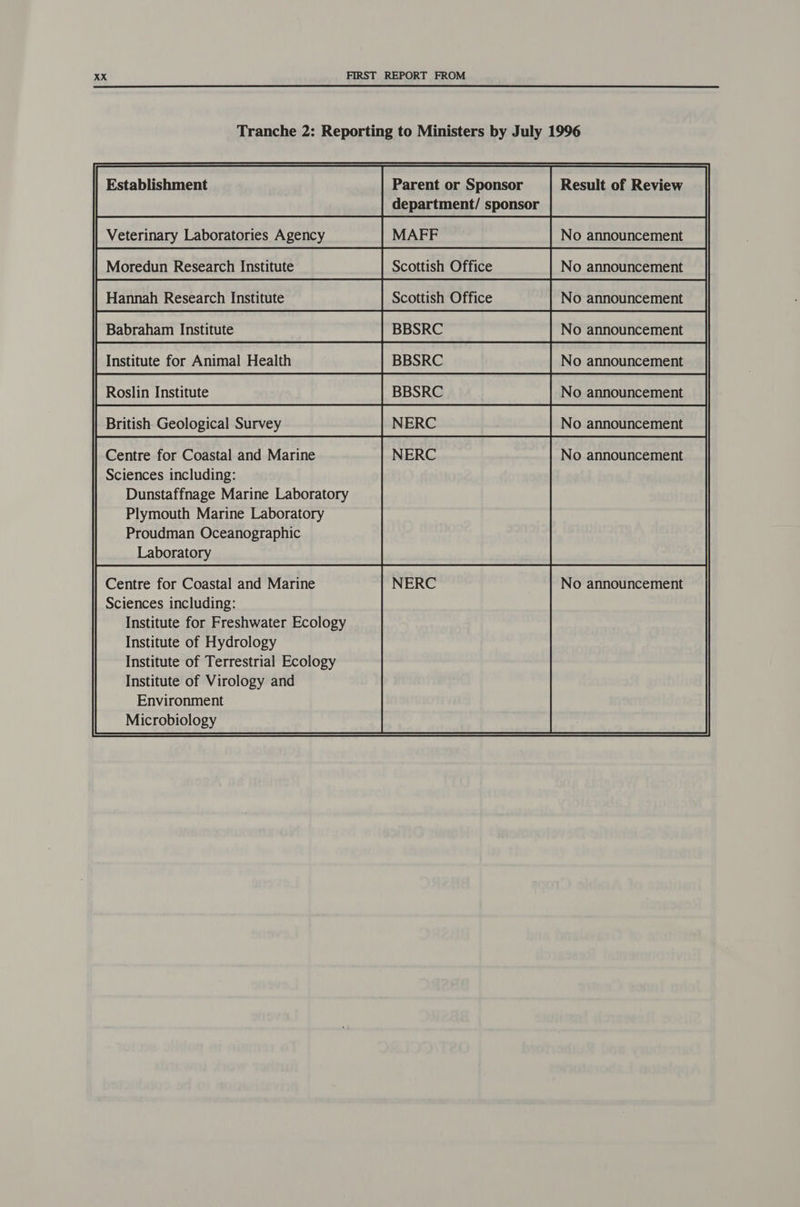 xx FIRST REPORT FROM
Tranche 2: Reporting to Ministers by July 1996
Establishment Parent or Sponsor Result of Review
department/ sponsor
Veterinary Laboratories Agency MAFF No announcement
Moredun Research Institute Scottish Office No announcement
Hannah Research Institute Scottish Office No announcement
Babraham Institute BBSRC No announcement
Institute for Animal Health BBSRC No announcement
Roslin Institute BBSRC No announcement
British Geological Survey NERC No announcement
Centre for Coastal and Marine NERC No announcement
Sciences including:
Dunstaffnage Marine Laboratory
Plymouth Marine Laboratory
Proudman Oceanographic
Laboratory
Centre for Coastal and Marine NERC No announcement
Sciences including:
Institute for Freshwater Ecology
Institute of Hydrology
Institute of Terrestrial Ecology
Institute of Virology and
Environment
Microbiology